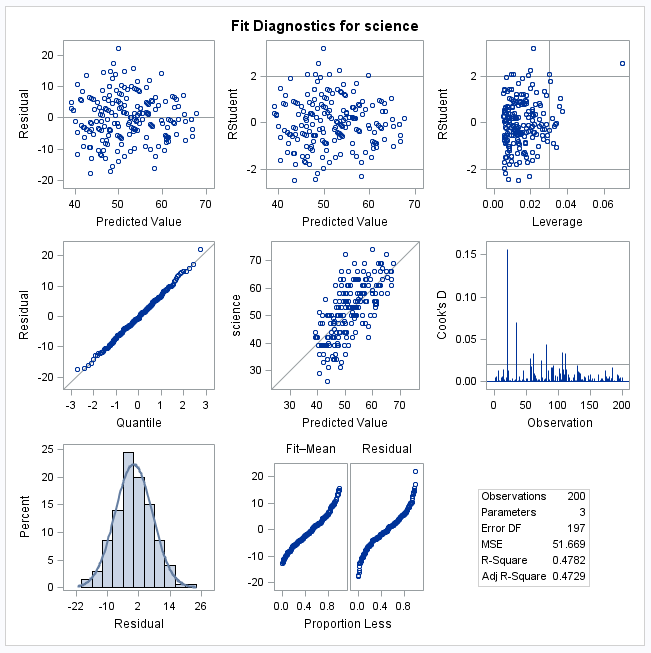 Fit Diagnostics for science
20
10
0
-10
-20
Residual
40 50 60 70
Predicted Value
2
0
-2
RStudent
40 50 60 70
Predicted Value
2
0
-2
RStudent
0.00 0.02 0.04 0.06
Leverage
20
10
0
-10
-20
Residual
-3 -2 -1 0 1 2 3
Quantile
70
60
50
40
30
science
30 40 50 60 70
Predicted Value
0.15
0.10
0.05
0.00
Cook's D
0 50 100 150 200
Observation
25
20
15
10
5
0
Percent
-22 -10 2 14 26
Residual
Fit–Mean Residual
20
10
0
-10
-20
0.0 0.4 0.8 0.0 0.4 0.8
Proportion Less
Observations 200
Parameters 3
Error DF 197
MSE 51.669
R-Square 0.4782
Adj R-Square 0.4729